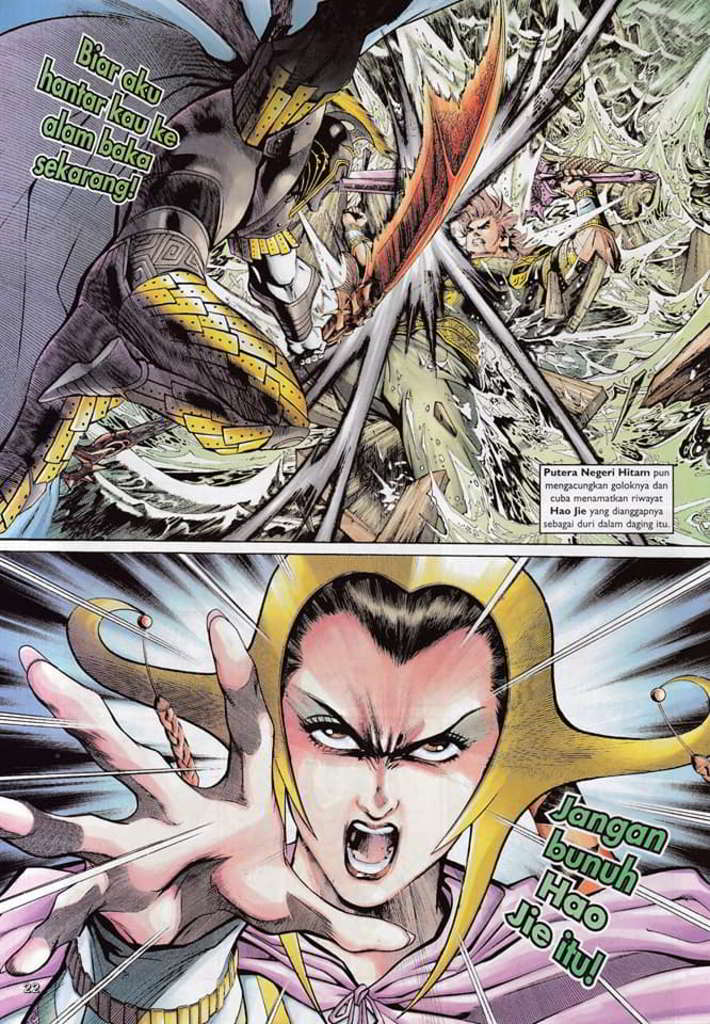 Biar aku
hantar kau ke
alam baka
sekarang!
Putera Negeri Hitam pun
mengacungkan goloknya dan
cuba menamatkan riwayat
Hao Jie yang dianggapnya
sebagai duri dalam daging itu.
Jangan
bunuh
Hao
Jie itu!
22